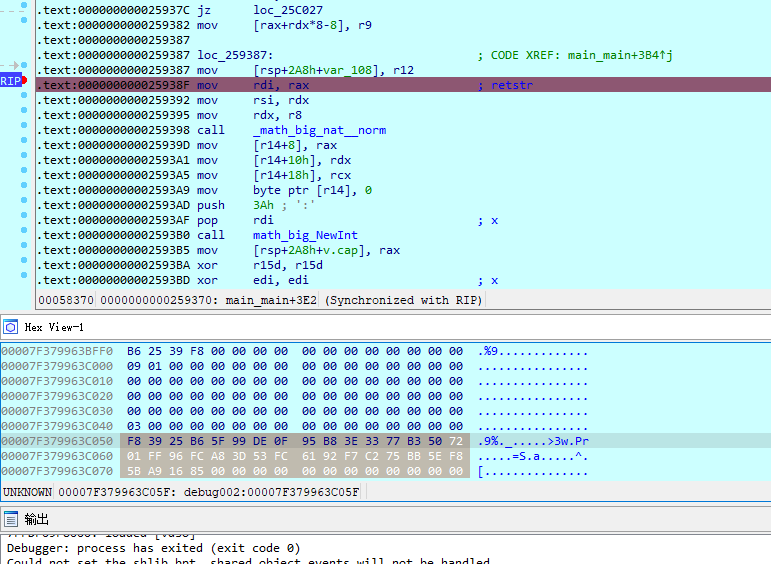 .text:000000000025937C jz loc_25C027
.text:0000000000259382 mov [rax+rdx*8-8], r9
.text:0000000000259387
.text:0000000000259387 loc_259387: ; CODE XREF: main_main+3B4↑j
.text:0000000000259387 mov [rsp+2A8h+var_108], r12
RIP .text:000000000025938F mov rdi, rax ; retstr
.text:0000000000259392 mov rsi, rdx
.text:0000000000259395 mov rdx, r8
.text:0000000000259398 call _math_big_nat__norm
.text:000000000025939D mov [r14+8], rax
.text:00000000002593A1 mov [r14+10h], rdx
.text:00000000002593A5 mov [r14+18h], rcx
.text:00000000002593A9 mov byte ptr [r14], 0
.text:00000000002593AD push 3Ah ; ':'
.text:00000000002593AF pop rdi ; x
.text:00000000002593B0 call math_big_NewInt
.text:00000000002593B5 mov [rsp+2A8h+v.cap], rax
.text:00000000002593BA xor r15d, r15d
.text:00000000002593BD xor edi, edi ; x
00058370 0000000000259370: main_main+3E2 (Synchronized with RIP)
Hex View-1
00007F379963BFF0 B6 25 39 F8 00 00 00 00 00 00 00 00 00 00 00 00 .%9.............
00007F379963C000 09 01 00 00 00 00 00 00 00 00 00 00 00 00 00 00 ................
00007F379963C010 00 00 00 00 00 00 00 00 00 00 00 00 00 00 00 00 ................
00007F379963C020 00 00 00 00 00 00 00 00 00 00 00 00 00 00 00 00 ................
00007F379963C030 00 00 00 00 00 00 00 00 00 00 00 00 00 00 00 00 ................
00007F379963C040 03 00 00 00 00 00 00 00 00 00 00 00 00 00 00 00 ................
00007F379963C050 F8 39 25 B6 5F 99 DE 0F 95 B8 3E 33 77 B3 50 72 .9%._.....>3w.Pr
00007F379963C060 01 FF 96 FC A8 3D 53 FC 61 92 F7 C2 75 BB 5E F8 .....=S.a...u.^.
00007F379963C070 5B A9 16 85 00 00 00 00 00 00 00 00 00 00 00 00 [...............
UNKNOWN 00007F379963C05F: debug002:00007F379963C05F
输出
Debugger: process has exited (exit code 0)
Could not set the shlib bpt, shared object events will not be handled